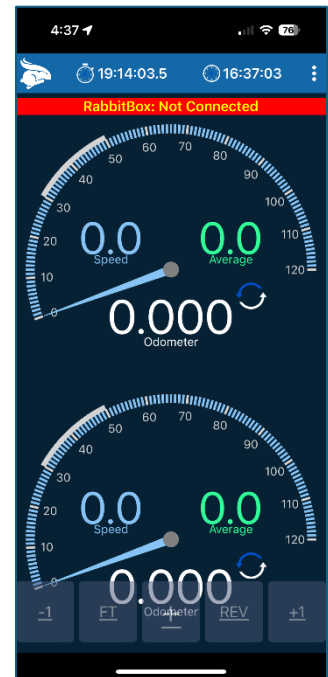 4:37
76
19:14:03.5 16:37:03
RabbitBox: Not Connected
0 10 20 30 40 50 60 70 80 90 100 110 120
0.0 0.0
Speed Average
0.000
Odometer
0 10 20 30 40 50 60 70 80 90 100 110 120
0.0 0.0
Speed Average
0.000
Odometer
-1 FT + REV +1